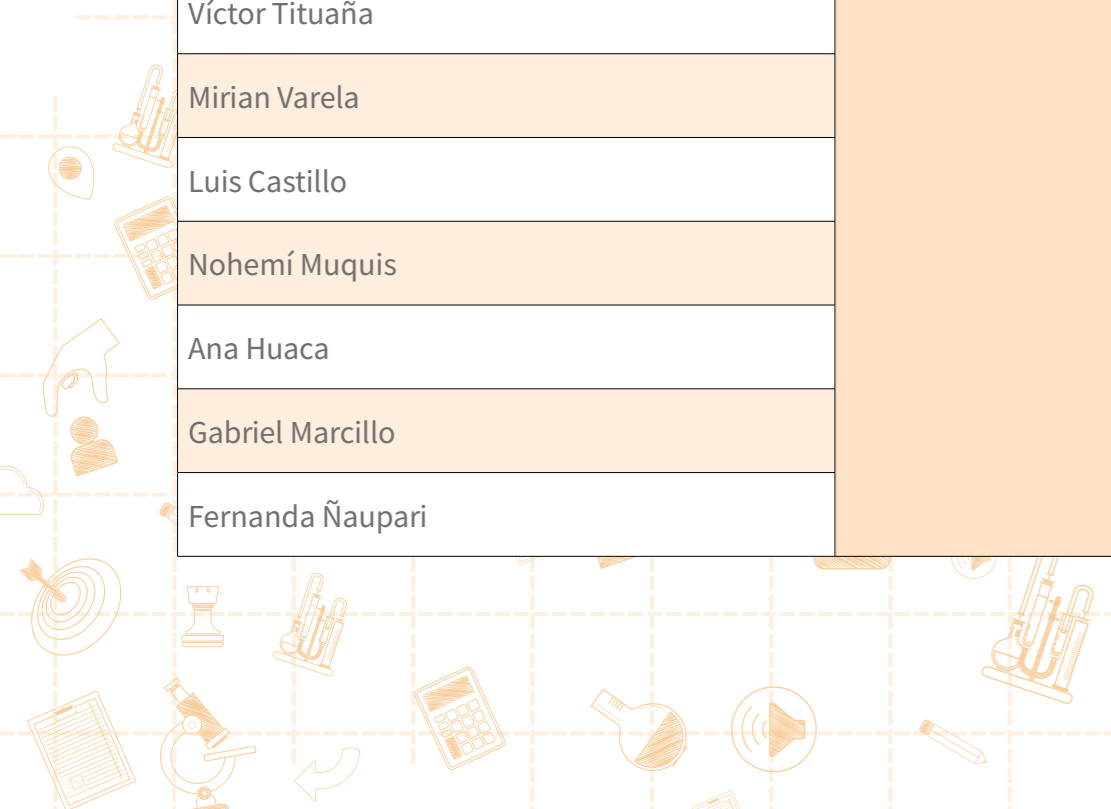 Víctor Tituaña
Mirian Varela
Luis Castillo
Nohemí Muquis
Ana Huaca
Gabriel Marcillo
Fernanda Ñaupari